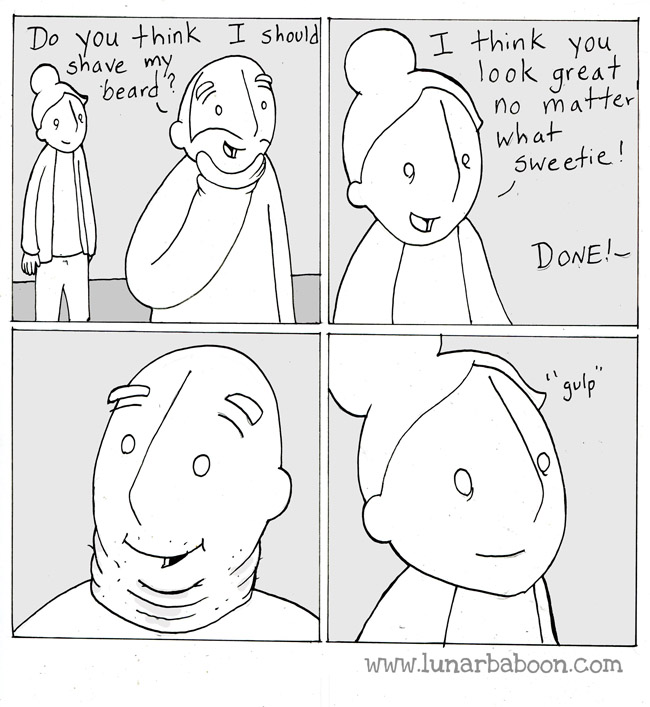 Do you think I should
shave my
beard?
I think you
look great
no matter
what
sweetie!
DONE!
"gulp"
www.lunarbaboon.com